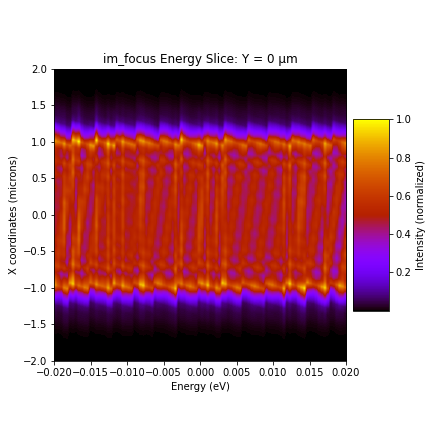 im_focus Energy Slice: Y = 0 μm
2.0
1.5
1.0
0.5
0.0
−0.5
−1.0
−1.5
−2.0
X coordinates (microns)
−0.020 −0.015 −0.010 −0.005 0.000 0.005 0.010 0.015 0.020
Energy (eV)
1.0
0.8
0.6
0.4
0.2
Intensity (normalized)